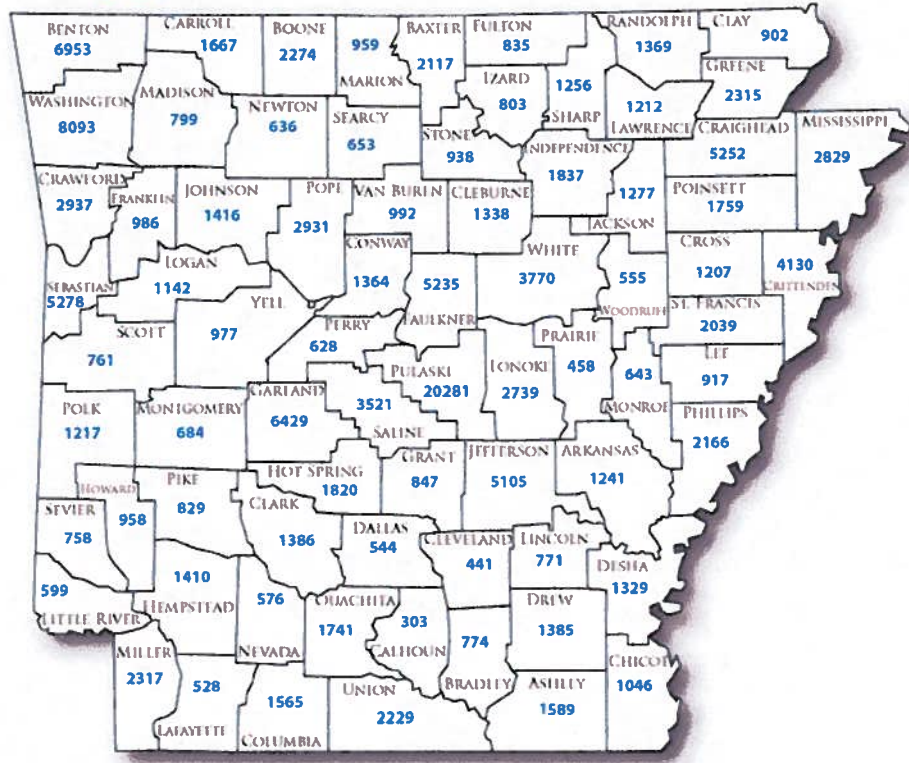 BENTON
6953
CARROLL
1667
BOONE
2274
959
MARION
BAXTER
2117
FULTON
835
RANDOLPH
1369
CLAY
902
GREENE
2315
IZARD
803
1256
SHARP
1212
LAWRENCE
WASHINGTON
8093
MADISON
799
NEWTON
636
SEARCY
653
STONE
938
INDEPENDENCE
1837
CRAIGHEAD
5252
MISSISSIPPI
2829
CRAWFORD
2937
FRANKLIN
986
JOHNSON
1416
POPE
2931
VAN BUREN
992
CLEBURNE
1338
1277
JACKSON
POINSETT
1759
SEBASTIAN
5278
LOGAN
1142
CONWAY
1364
5235
FAULKNER
WHITE
3770
555
WOODRUFF
CROSS
1207
4130
CRITTENDEN
SCOTT
761
YELL
977
PERRY
628
PULASKI
20281
LONOKE
2739
PRAIRIE
458
ST. FRANCIS
2039
643
MONROE
LEE
917
PHILLIPS
2166
POLK
1217
MONTGOMERY
684
GARLAND
6429
3521
SALINE
HOT SPRING
1820
GRANT
847
JEFFERSON
5105
ARKANSAS
1241
SEVIER
758
HOWARD
958
PIKE
829
CLARK
1386
DALLAS
544
CLEVELAND
441
LINCOLN
771
DESHA
1329
599
LITTLE RIVER
1410
HEMPSTEAD
576
NEVADA
OUACHITA
1741
303
CALHOUN
774
BRADLEY
DREW
1385
MILLER
2317
528
LAFAYETTE
1565
COLUMBIA
UNION
2229
ASHLEY
1589
CHICOT
1046